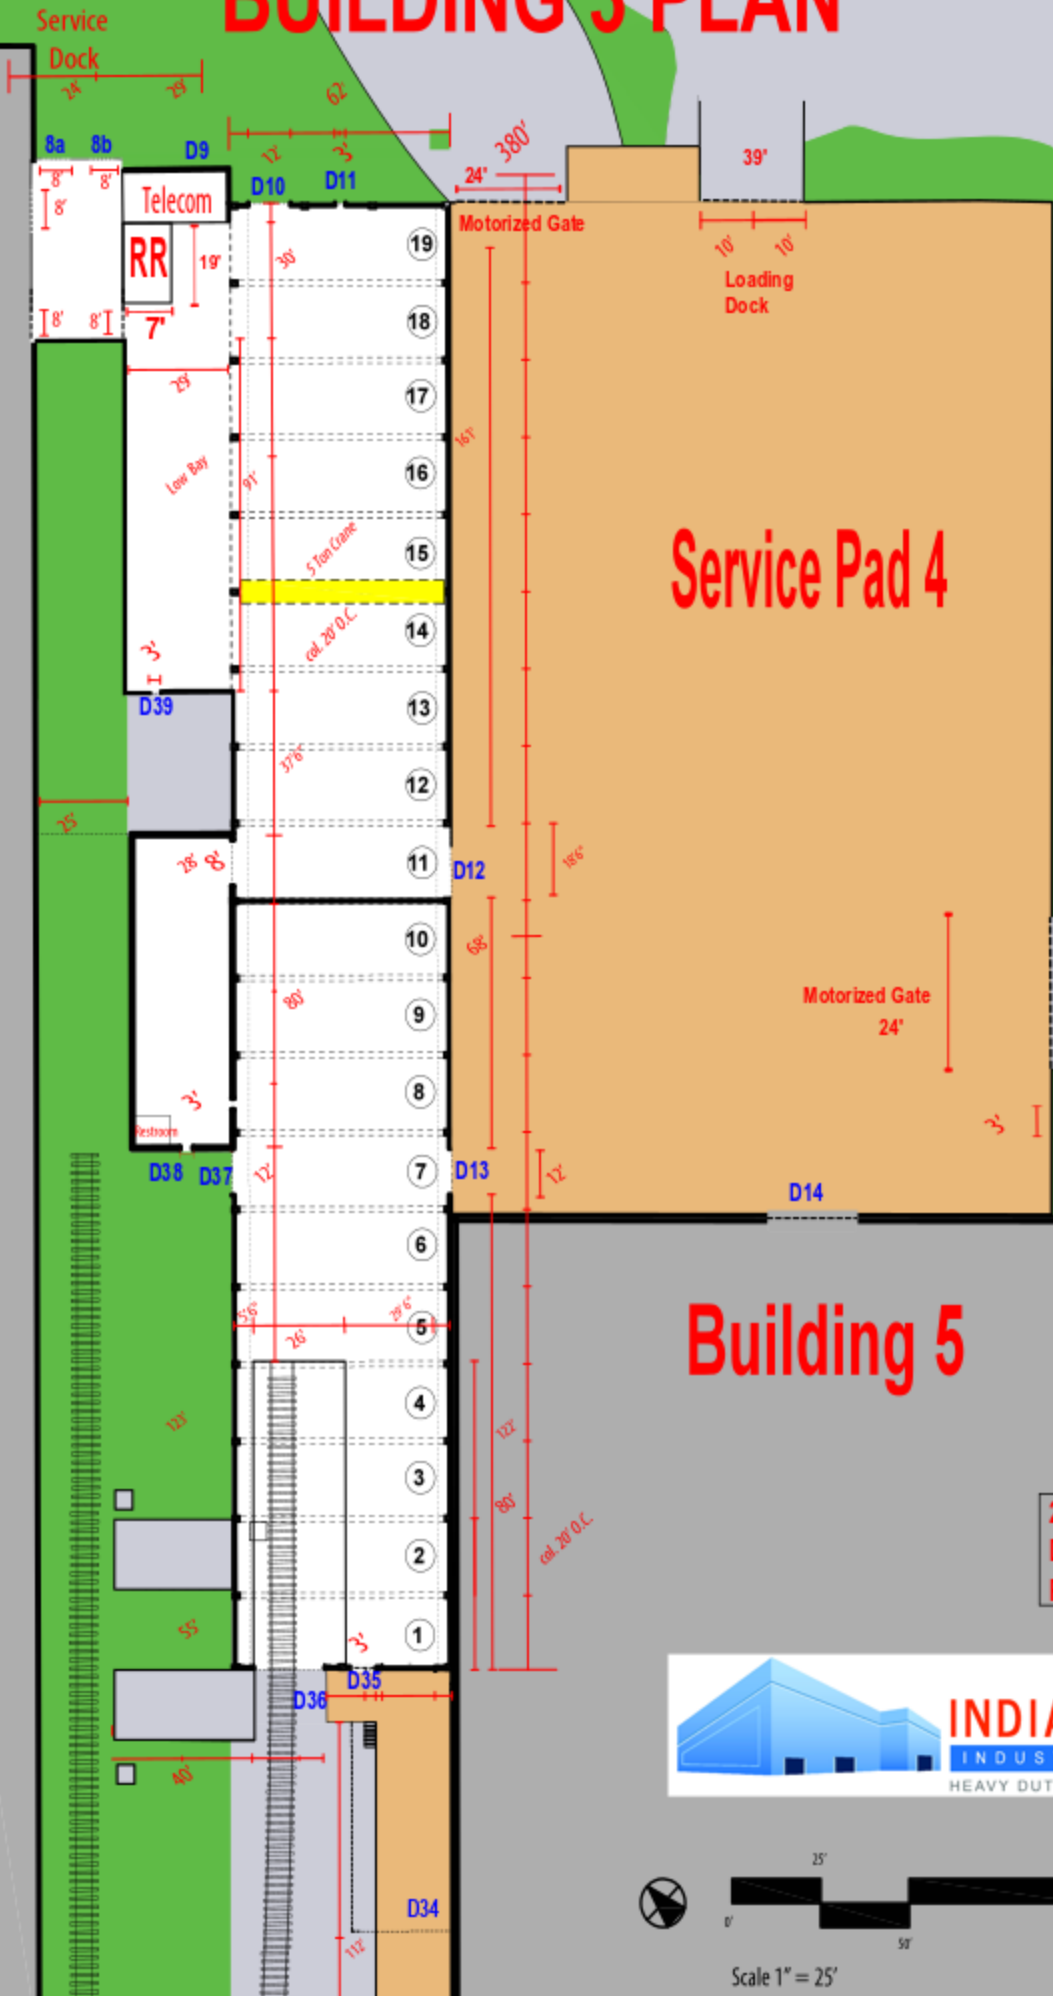 BUILDING 3 PLAN
Service
Dock
24'
29'
62'
12'
3'
380'
24'
39'
8a
8b
D9
D10
D11
8'
8'
8'
Telecom
Motorized Gate
19
RR
19'
30'
10'
10'
Loading
Dock
8'
8'
7'
18
29'
17
161'
Low Bay
91'
16
5 Ton Crane
15
Service Pad 4
col. 20' O.C.
14
3'
D39
13
37'6"
12
25'
28'
8'
11
D12
18'6"
10
68'
80'
9
Motorized Gate
24'
8
3'
3'
Restroom
D38
D37
12'
7
D13
12'
D14
6
5'6"
26'
29'6"
5
Building 5
4
123'
122'
3
80'
col. 20' O.C.
2
55'
3'
1
D35
D36
INDIA
INDUS
HEAVY DUT
40'
25'
D34
0'
50'
112'
Scale 1" = 25'